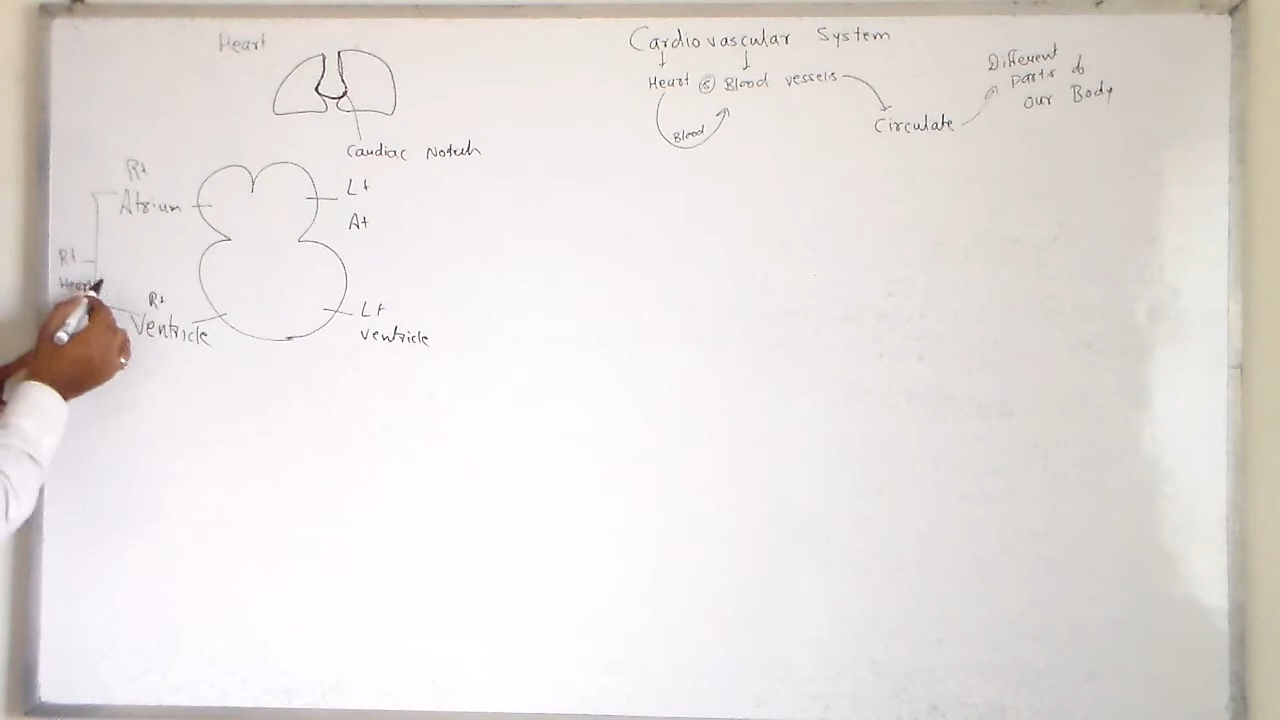 Heart
Cardiac Notch
Rt
Atrium
Lt
At
Rt
Heart
Rt
Ventricle
Lt
Ventricle
Cardiovascular System
Heart & Blood vessels
Blood
Circulate
Different
parts of
our Body